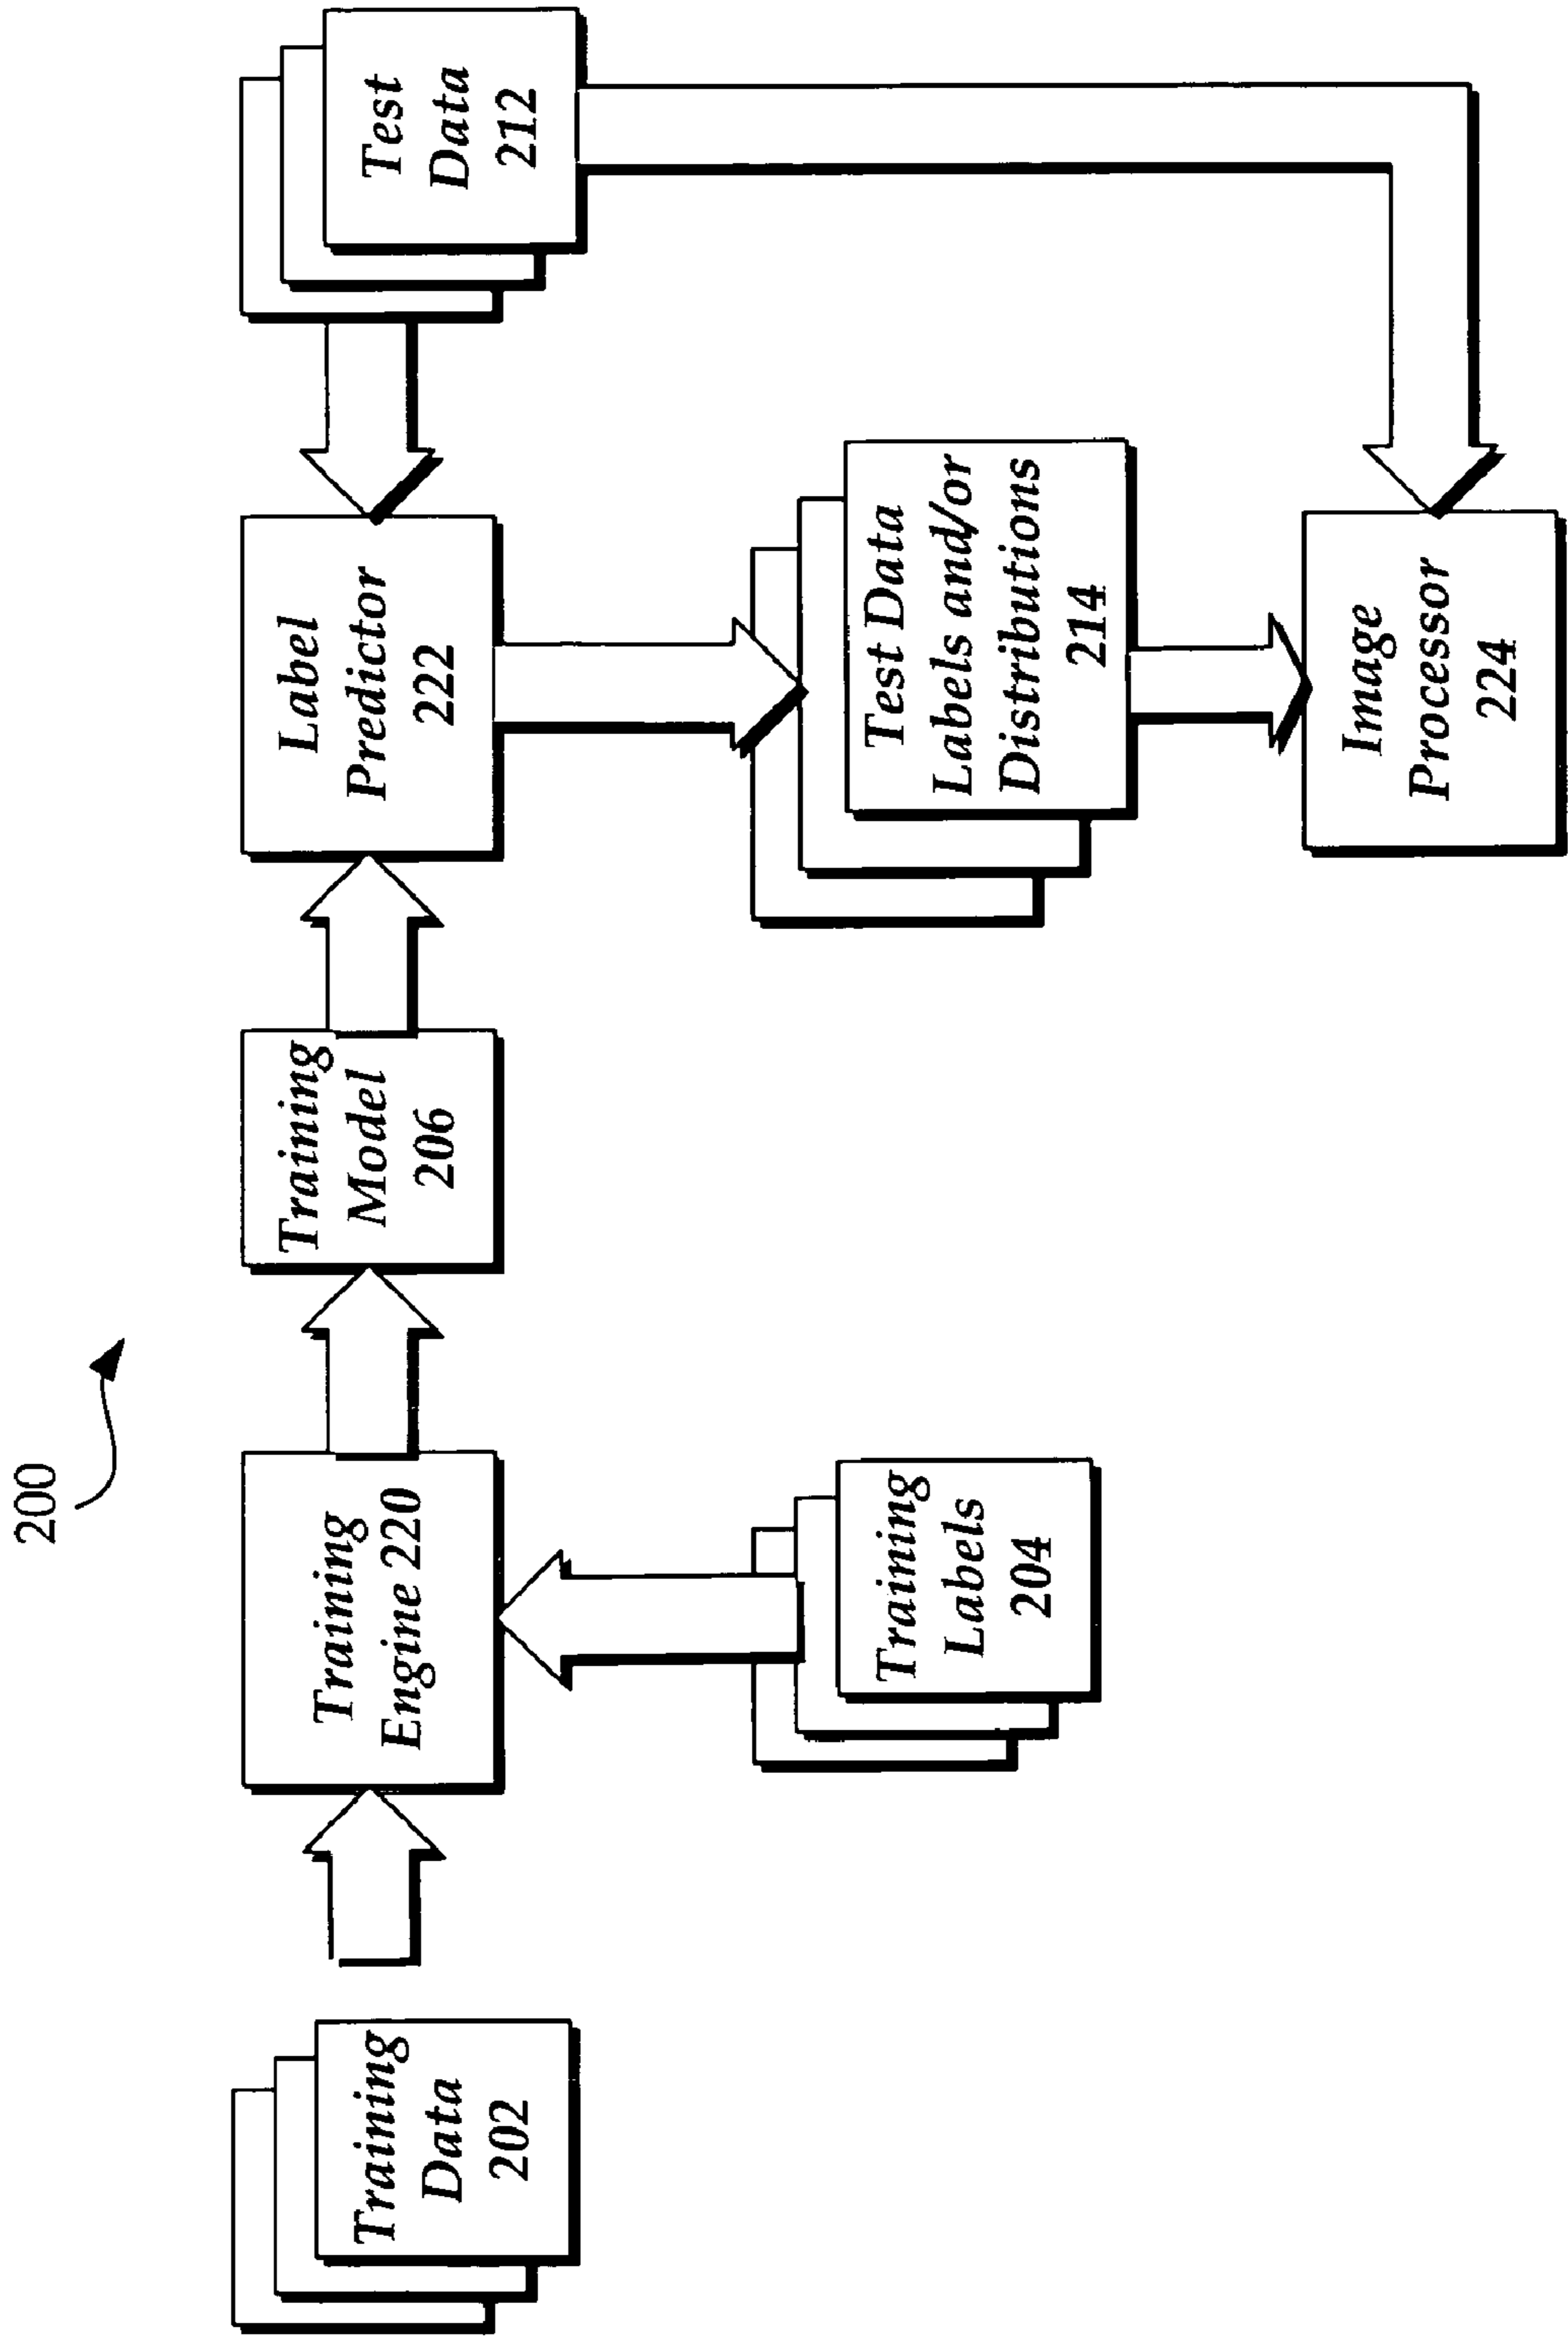 200
Training
Data
202
Training
Engine 220
Training
Model
206
Label
Predictor
222
Test
Data
212
Training
Labels
204
Test Data
Labels and/or
Distributions
214
Image
Processor
224